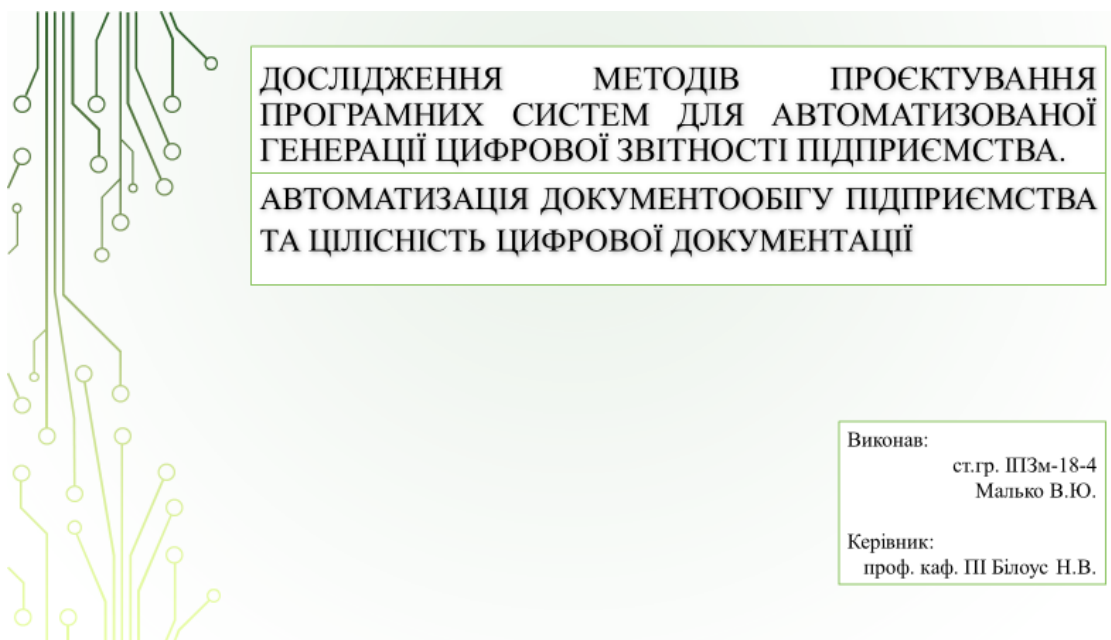 ДОСЛІДЖЕННЯ МЕТОДІВ ПРОЄКТУВАННЯ
ПРОГРАМНИХ СИСТЕМ ДЛЯ АВТОМАТИЗОВАНОЇ
ГЕНЕРАЦІЇ ЦИФРОВОЇ ЗВІТНОСТІ ПІДПРИЄМСТВА.
АВТОМАТИЗАЦІЯ ДОКУМЕНТООБІГУ ПІДПРИЄМСТВА
ТА ЦІЛІСНІСТЬ ЦИФРОВОЇ ДОКУМЕНТАЦІЇ
Виконав:
ст.гр. ІПЗм-18-4
Малько В.Ю.
Керівник:
проф. каф. ПІ Білоус Н.В.